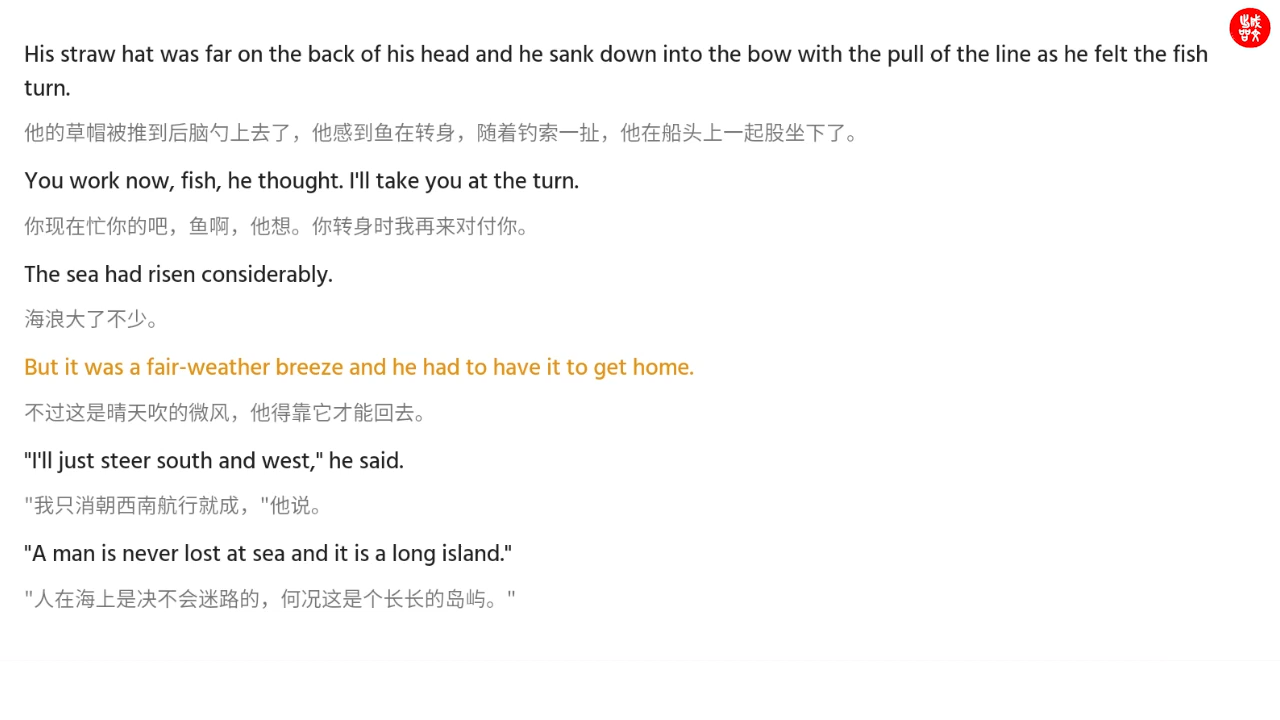 His straw hat was far on the back of his head and he sank down into the bow with the pull of the line as he felt the fish
turn.
他的草帽被推到后脑勺上去了，他感到鱼在转身，随着钓索一扯，他在船头上一起股坐下了。
You work now, fish, he thought. I'll take you at the turn.
你现在忙你的吧，鱼啊，他想。你转身时我再来对付你。
The sea had risen considerably.
海浪大了不少。
But it was a fair-weather breeze and he had to have it to get home.
不过这是晴天吹的微风，他得靠它才能回去。
"I'll just steer south and west," he said.
"我只消朝西南航行就成，"他说。
"A man is never lost at sea and it is a long island."
"人在海上是决不会迷路的，何况这是个长长的岛屿。"